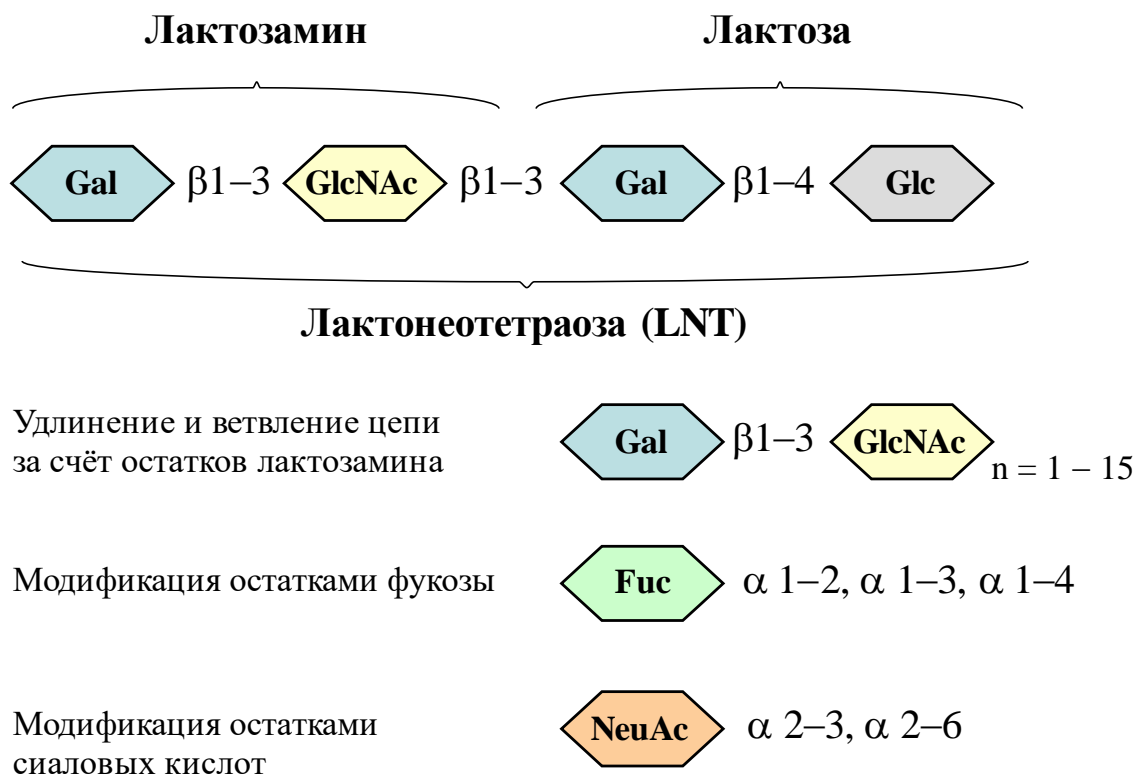 Лактозамин Лактоза
Gal β1–3 GlcNAc β1–3 Gal β1–4 Glc
Лактонеотетраоза (LNT)
Удлинение и ветвление цепи
за счёт остатков лактозамина
Gal β1–3 GlcNAc n = 1 – 15
Модификация остатками фукозы Fuc α 1–2, α 1–3, α 1–4
Модификация остатками
сиаловых кислот
NeuAc α 2–3, α 2–6